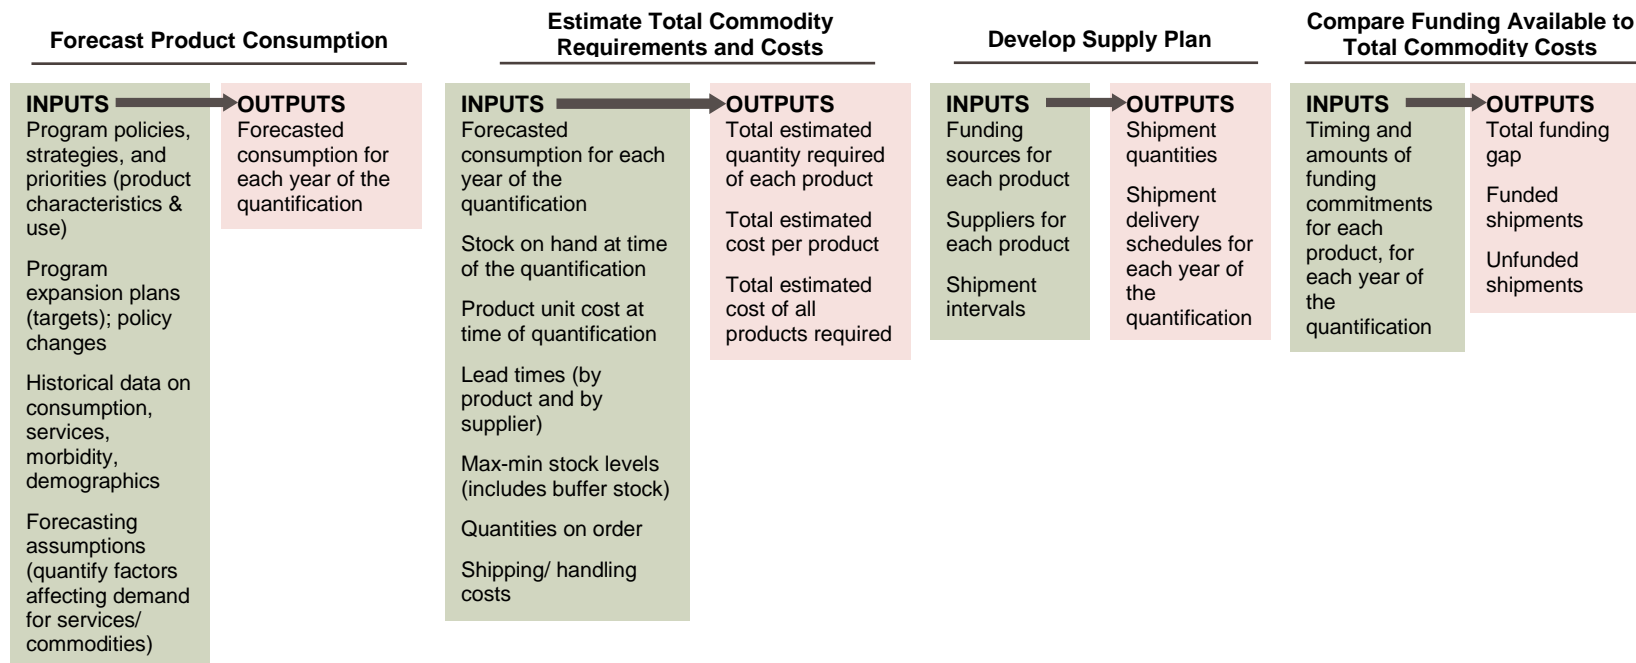 Forecast Product Consumption
INPUTS
Program policies,
strategies, and
priorities (product
characteristics &
use)
Program
expansion plans
(targets); policy
changes
Historical data on
consumption,
services,
morbidity,
demographics
Forecasting
assumptions
(quantify factors
affecting demand
for services/
commodities)
OUTPUTS
Forecasted
consumption for
each year of the
quantification
Estimate Total Commodity
Requirements and Costs
INPUTS
Forecasted
consumption for each
year of the
quantification
Stock on hand at time
of the quantification
Product unit cost at
time of quantification
Lead times (by
product and by
supplier)
Max-min stock levels
(includes buffer stock)
Quantities on order
Shipping/ handling
costs
OUTPUTS
Total estimated
quantity required
of each product
Total estimated
cost per product
Total estimated
cost of all
products required
Develop Supply Plan
INPUTS
Funding
sources for
each product
Suppliers for
each product
Shipment
intervals
OUTPUTS
Shipment
quantities
Shipment
delivery
schedules for
each year of
the
quantification
Compare Funding Available to
Total Commodity Costs
INPUTS
Timing and
amounts of
funding
commitments
for each
product, for
each year of
the
quantification
OUTPUTS
Total funding
gap
Funded
shipments
Unfunded
shipments